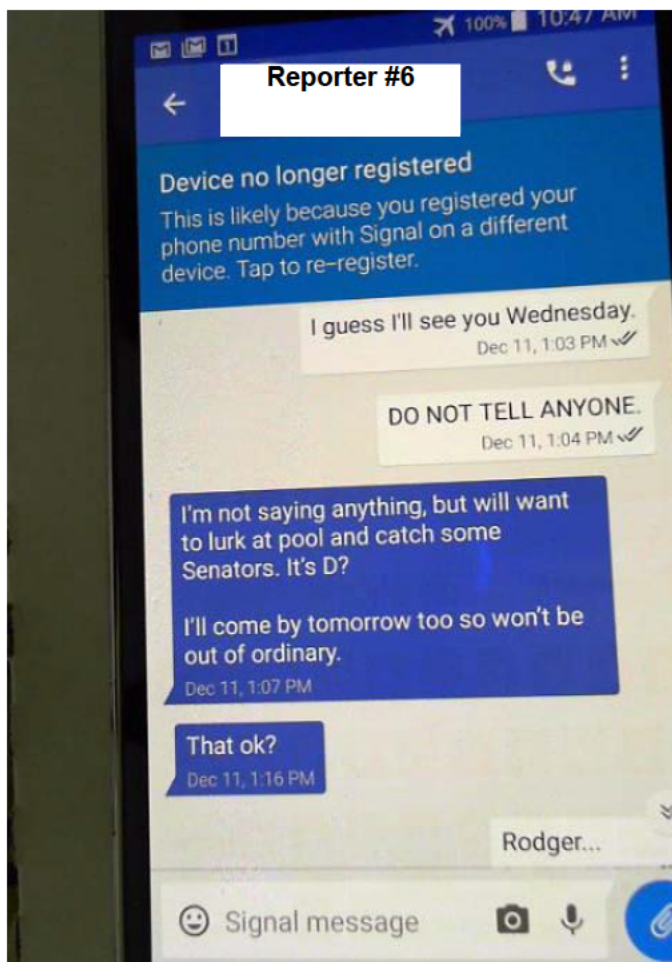 100% 10:47 AM
1
Reporter #6
Device no longer registered
This is likely because you registered your
phone number with Signal on a different
device. Tap to re-register.
I guess I'll see you Wednesday.
Dec 11, 1:03 PM
DO NOT TELL ANYONE.
Dec 11, 1:04 PM
I'm not saying anything, but will want
to lurk at pool and catch some
Senators. It's D?
I'll come by tomorrow too so won't be
out of ordinary.
Dec 11, 1:07 PM
That ok?
Dec 11, 1:16 PM
Rodger...
Signal message